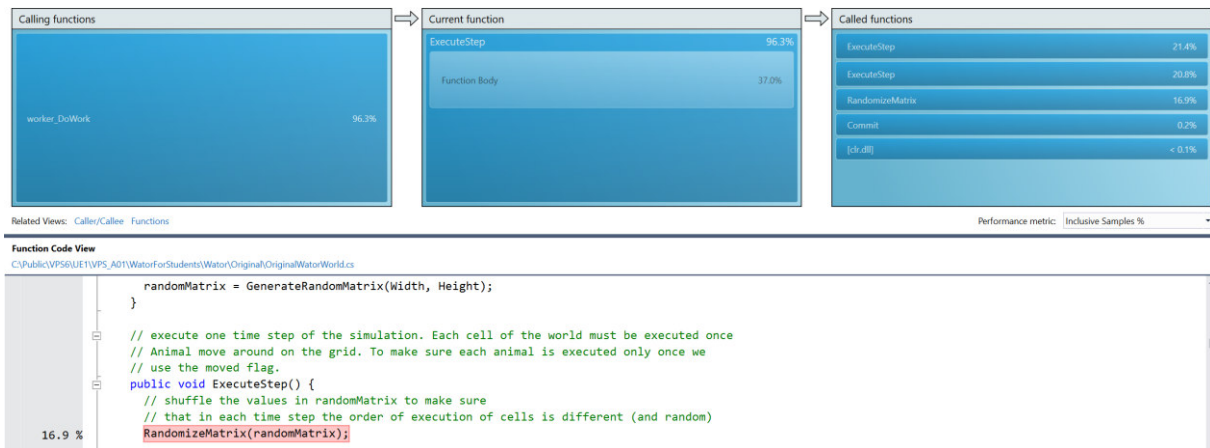 Calling functions
worker_DoWork 96.3%
Current function
ExecuteStep 96.3%
Function Body 37.0%
Called functions
ExecuteStep 21.4%
ExecuteStep 20.8%
RandomizeMatrix 16.9%
Commit 0.2%
[clr.dll] < 0.1%
Related Views: Caller/Callee Functions
Performance metric: Inclusive Samples %
Function Code View
C:\Public\VPS6\UE1\VPS_A01\WatorForStudents\Wator\Original\OriginalWatorWorld.cs
randomMatrix = GenerateRandomMatrix(Width, Height);
}
// execute one time step of the simulation. Each cell of the world must be executed once
// Animal move around on the grid. To make sure each animal is executed only once we
// use the moved flag.
public void ExecuteStep() {
// shuffle the values in randomMatrix to make sure
// that in each time step the order of execution of cells is different (and random)
16.9 % RandomizeMatrix(randomMatrix);